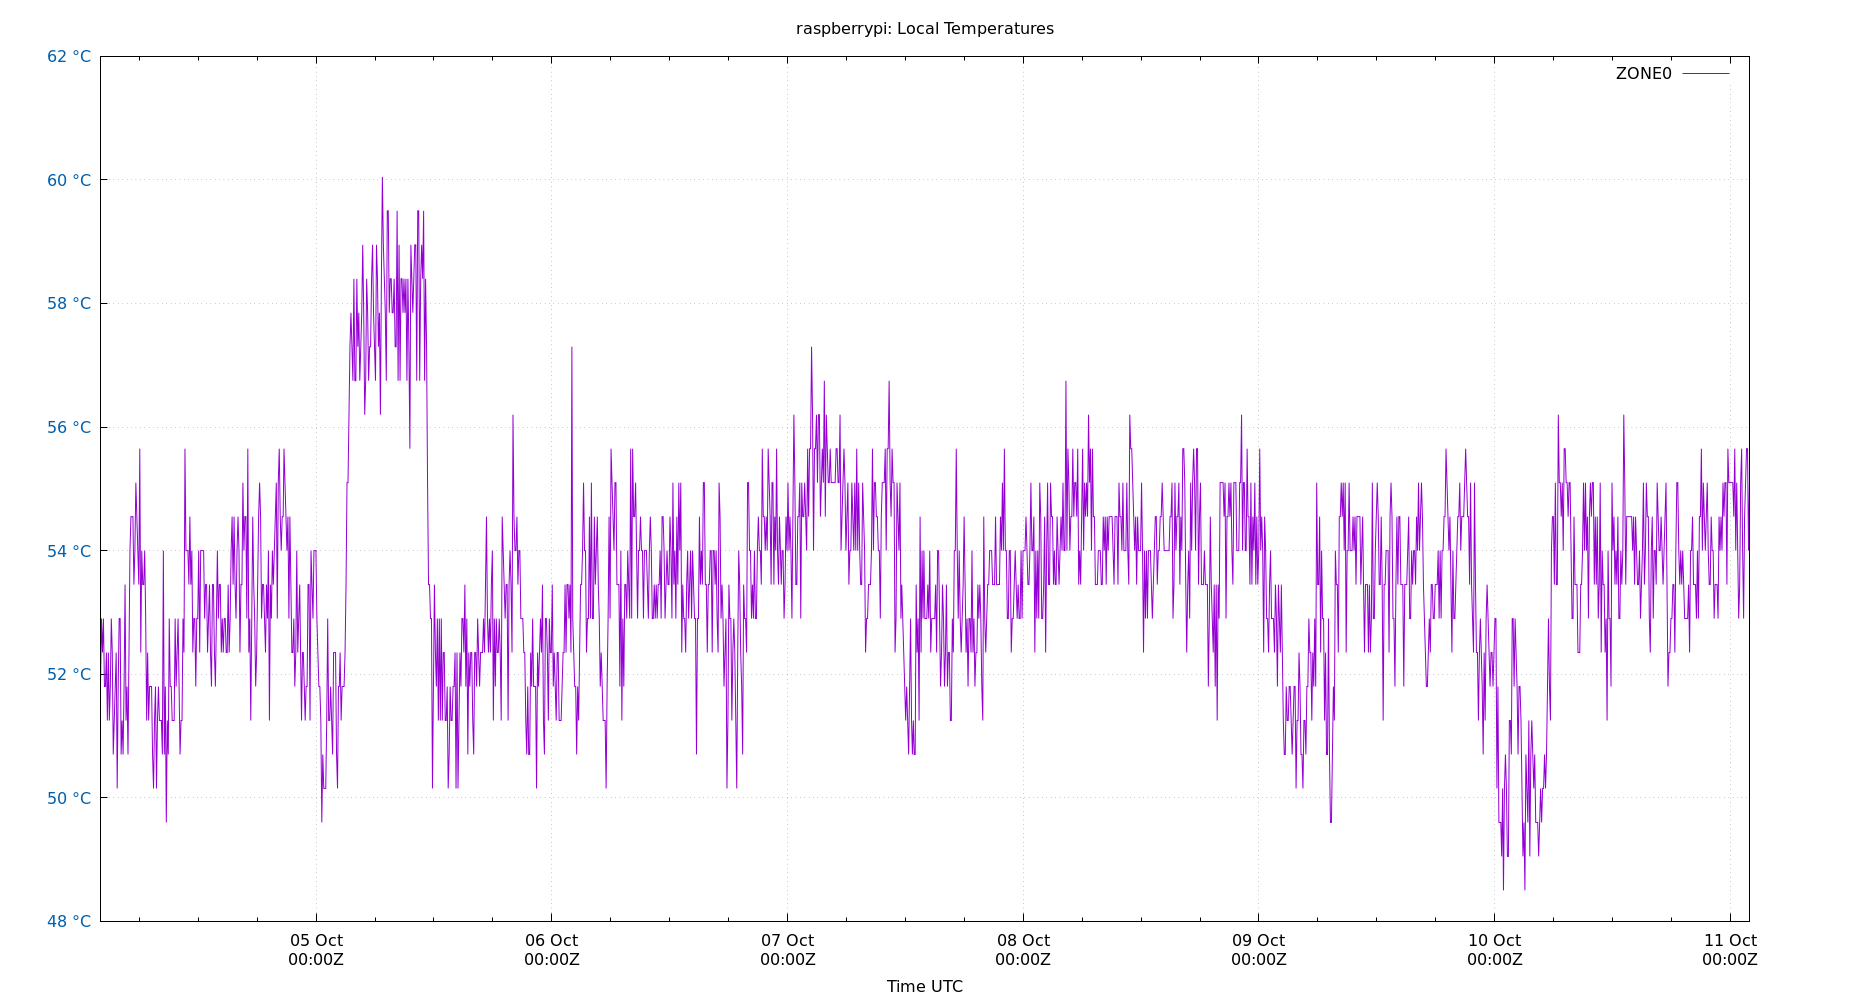 raspberrypi: Local Temperatures
62 °C
ZONE0
60 °C
58 °C
56 °C
54 °C
52 °C
50 °C
48 °C
05 Oct
00:00Z
06 Oct
00:00Z
07 Oct
00:00Z
08 Oct
00:00Z
09 Oct
00:00Z
10 Oct
00:00Z
11 Oct
00:00Z
Time UTC